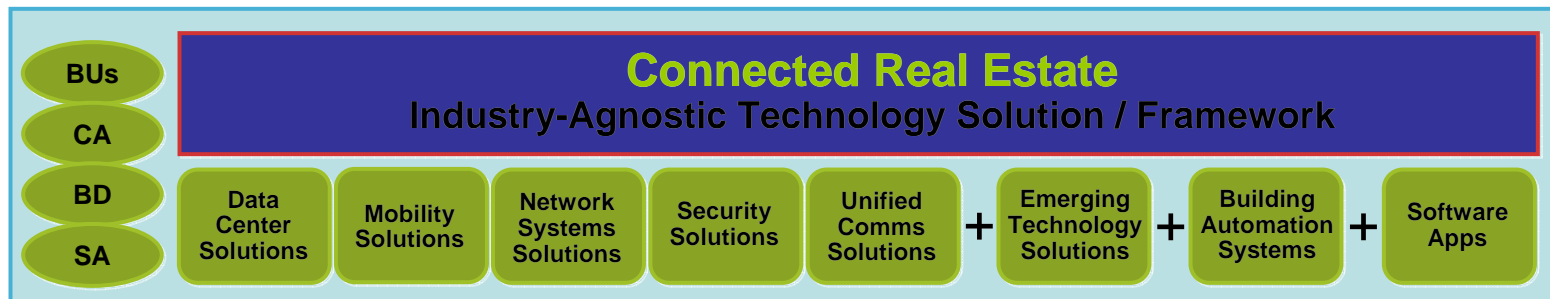 BUs
CA
BD
SA
Connected Real Estate
Industry-Agnostic Technology Solution / Framework
Data
Center
Solutions
Mobility
Solutions
Network
Systems
Solutions
Security
Solutions
Unified
Comms
Solutions
+
Emerging
Technology
Solutions
+
Building
Automation
Systems
+
Software
Apps